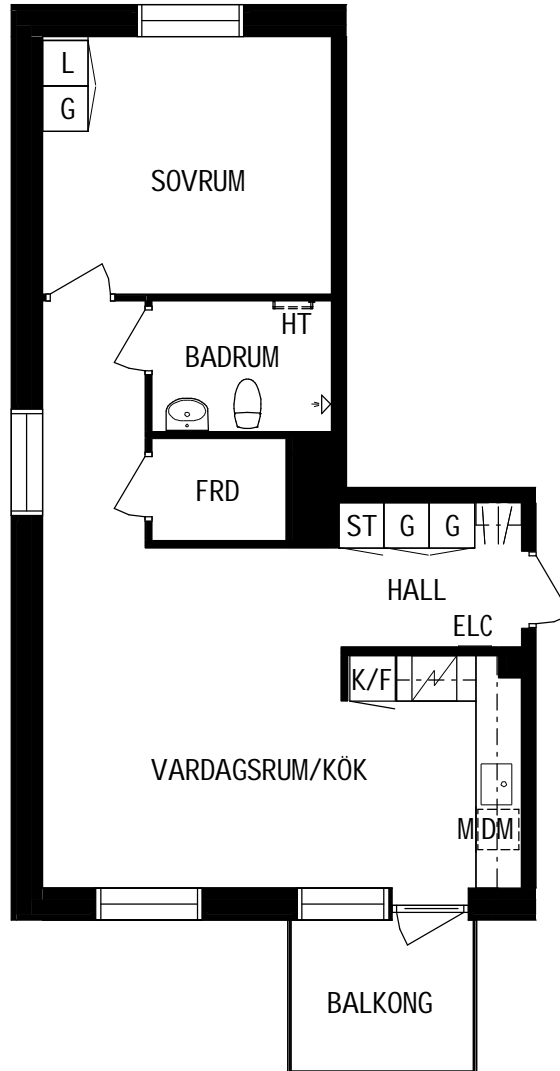 L
G
SOVRUM
HT
BADRUM
FRD
ST G G
HALL
ELC
K/F
VARDAGSRUM/KÖK
M DM
BALKONG